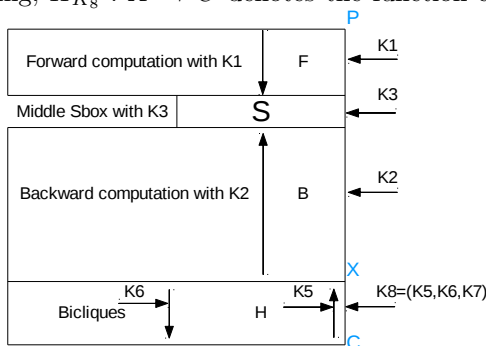 P
Forward computation with K1 F K1
Middle Sbox with K3 S K3
Backward computation with K2 B K2
X
K6 K5 K8=(K5,K6,K7)
Bicliques H
C